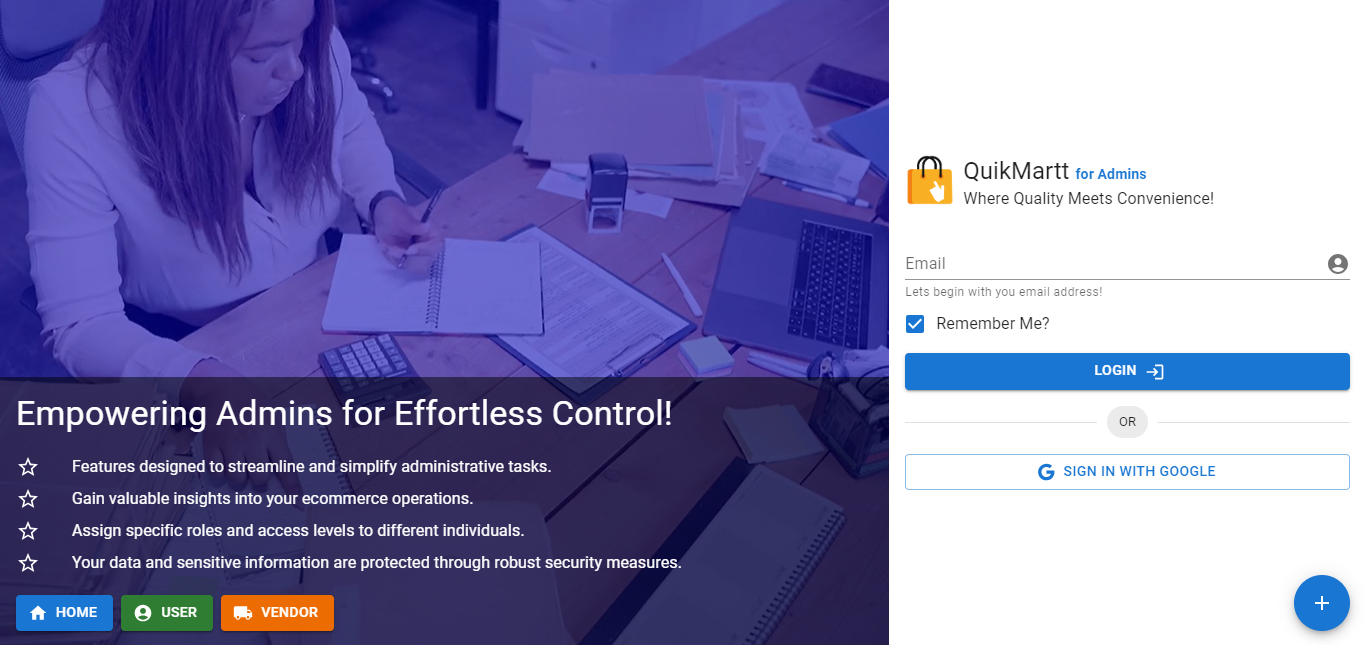 Empowering Admins for Effortless Control!
Features designed to streamline and simplify administrative tasks.
Gain valuable insights into your ecommerce operations.
Assign specific roles and access levels to different individuals.
Your data and sensitive information are protected through robust security measures.
HOME USER VENDOR
QuikMartt for Admins
Where Quality Meets Convenience!
Email
Lets begin with you email address!
Remember Me?
LOGIN
OR
SIGN IN WITH GOOGLE